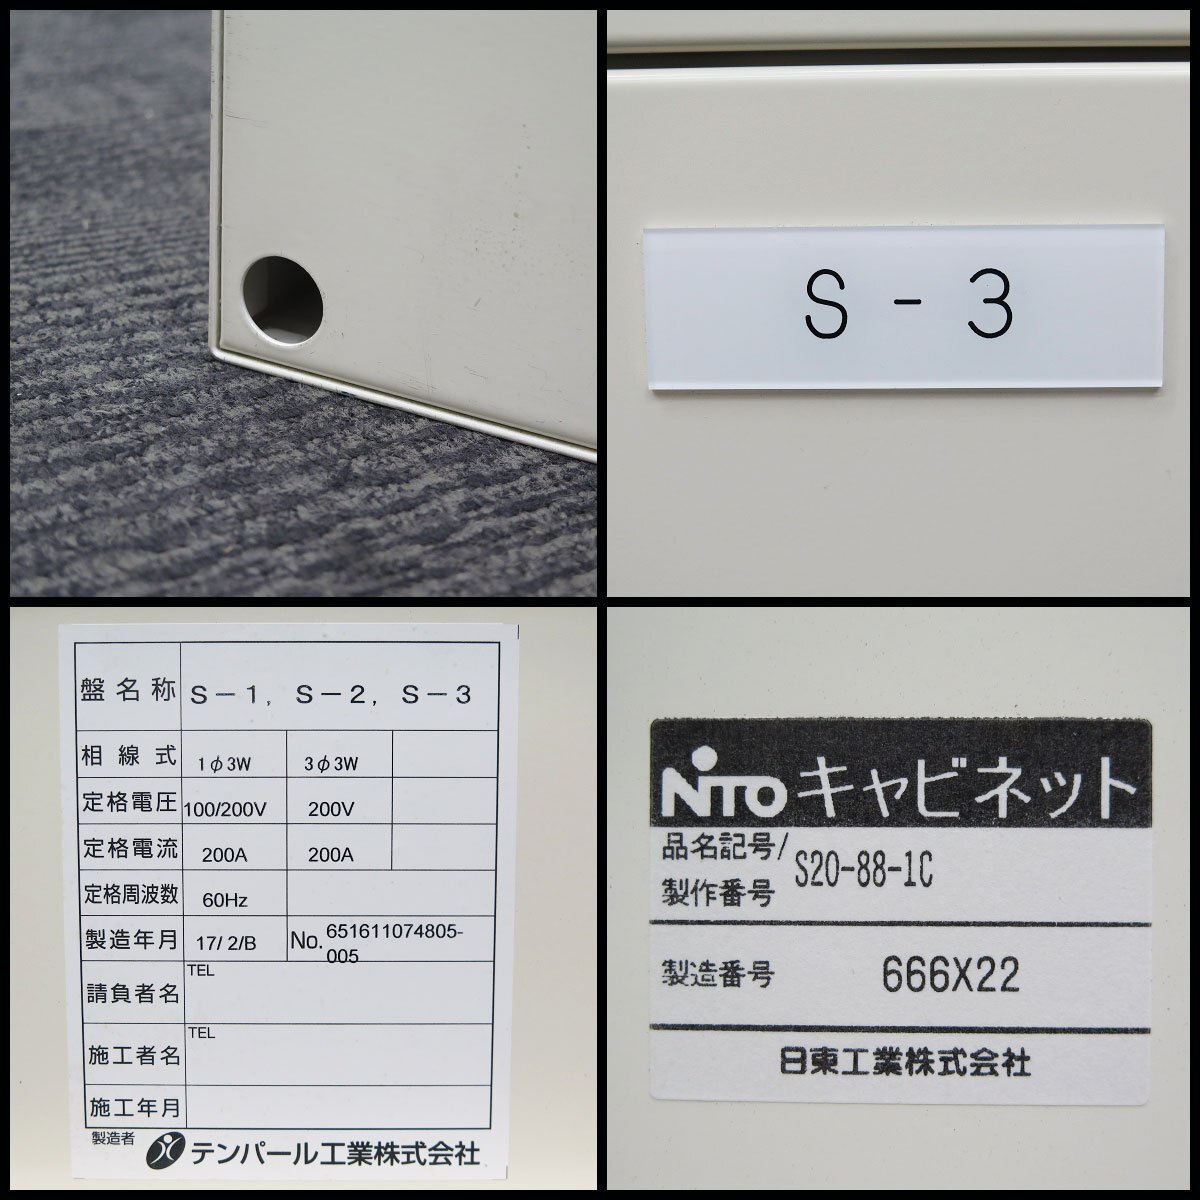 S - 3
盤名称 S－1, S－2, S－3
相線式 1φ3W 3φ3W
定格電圧 100/200V 200V
定格電流 200A 200A
定格周波数 60Hz
製造年月 17/ 2/B No. 651611074805-
005
TEL
請負者名
TEL
施工者名
施工年月
製造者 テンパール工業株式会社
NITO キャビネット
品名記号/
製作番号 S20-88-1C
製造番号 666X22
日東工業株式会社